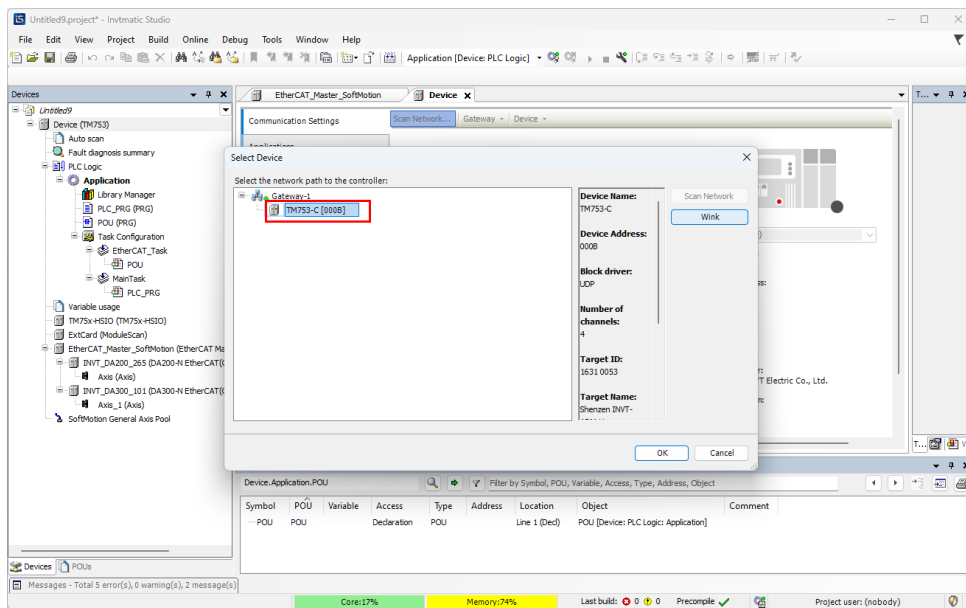 Untitled9.project* - Invtmatic Studio
File Edit View Project Build Online Debug Tools Window Help
Application [Device: PLC Logic]
Devices
Untitled9
Device (TM753)
Auto scan
Fault diagnosis summary
PLC Logic
Application
Library Manager
PLC_PRG (PRG)
POU (PRG)
Task Configuration
EtherCAT_Task
POU
MainTask
PLC_PRG
Variable usage
TM75x-HSIO (TM75x-HSIO)
ExtCard (ModuleScan)
EtherCAT_Master_SoftMotion (EtherCAT Ma
INVT_DA200_265 (DA200-N EtherCAT(
Axis (Axis)
INVT_DA300_101 (DA300-N EtherCAT(
Axis_1 (Axis)
SoftMotion General Axis Pool
Devices POUs
EtherCAT_Master_SoftMotion Device
T...
Communication Settings
Scan Network... Gateway Device
Select Device
Select the network path to the controller:
Gateway-1
TM753-C [000B]
Device Name:
TM753-C
Device Address:
000B
Block driver:
UDP
Number of
channels:
4
Target ID:
1631 0053
Target Name:
Shenzen INVT-
Scan Network
Wink
OK Cancel
ss:
T Electric Co., Ltd.
T...
Device.Application.POU
Filter by Symbol, POU, Variable, Access, Type, Address, Object
Symbol POU Variable Access Type Address Location Object Comment
POU POU Declaration POU Line 1 (Decl) POU [Device: PLC Logic: Application]
Messages - Total 5 error(s), 0 warning(s), 2 message(s)
Core:17% Memory:74% Last build: 0 0 Precompile Project user: (nobody)